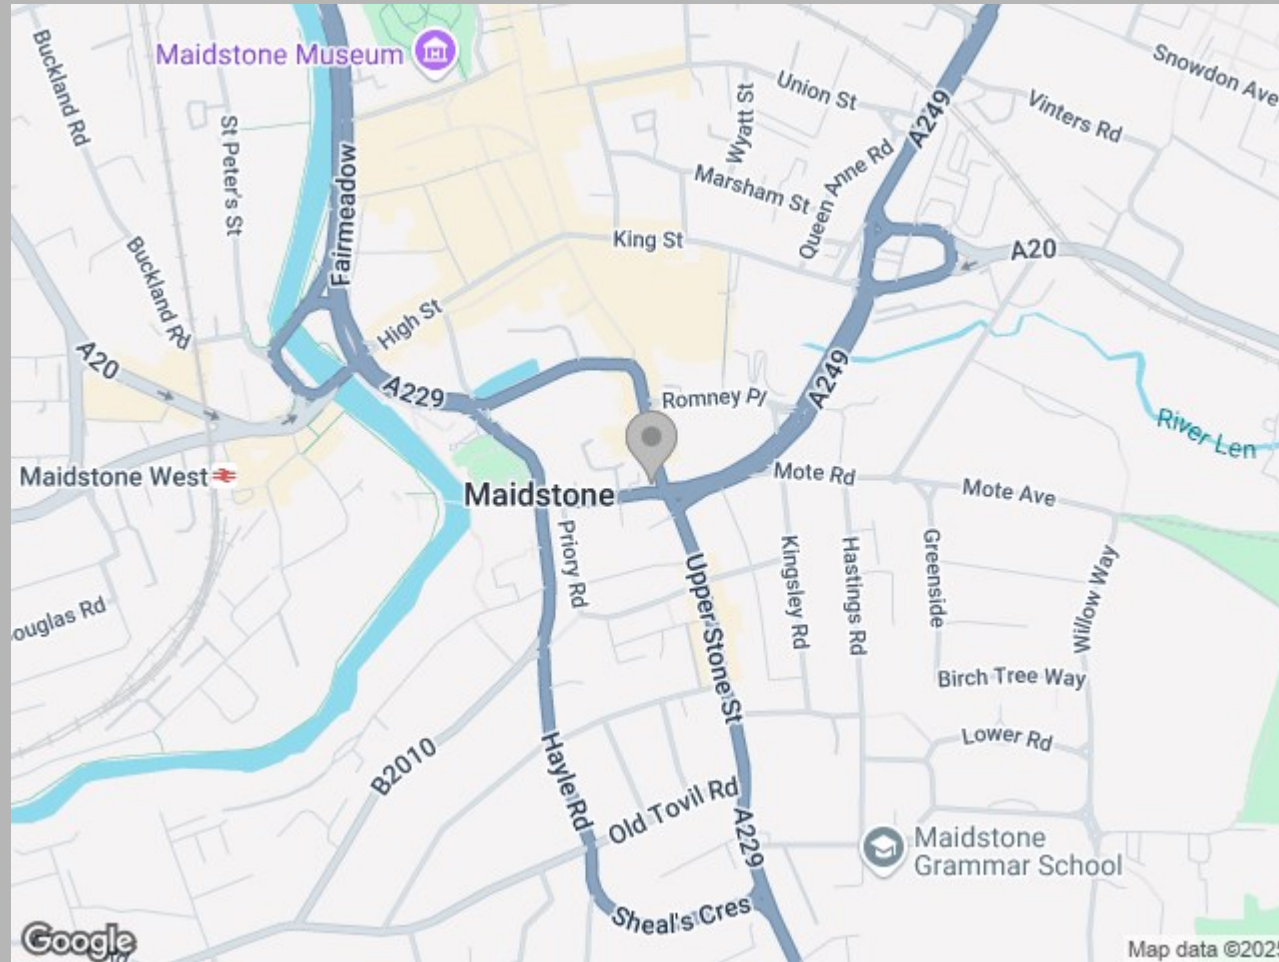 Buckland Rd
Maidstone Museum
Snowdon Ave
Union St
Wyatt St
Vinters Rd
A249
St Peter's St
Fairmeadow
Queen Anne Rd
Marsham St
King St
A20
Buckland Rd
High St
A20
A229
A249
Romney Pl
River Len
Maidstone West
Maidstone
Mote Rd
Mote Ave
Priory Rd
Upper Stone St
Kingsley Rd
Hastings Rd
Greenside
Willow Way
ouglas Rd
Birch Tree Way
Lower Rd
B2010
Hayle Rd
Old Tovil Rd
A229
Maidstone
Grammar School
Sheal's Cres
Google
Map data ©2025